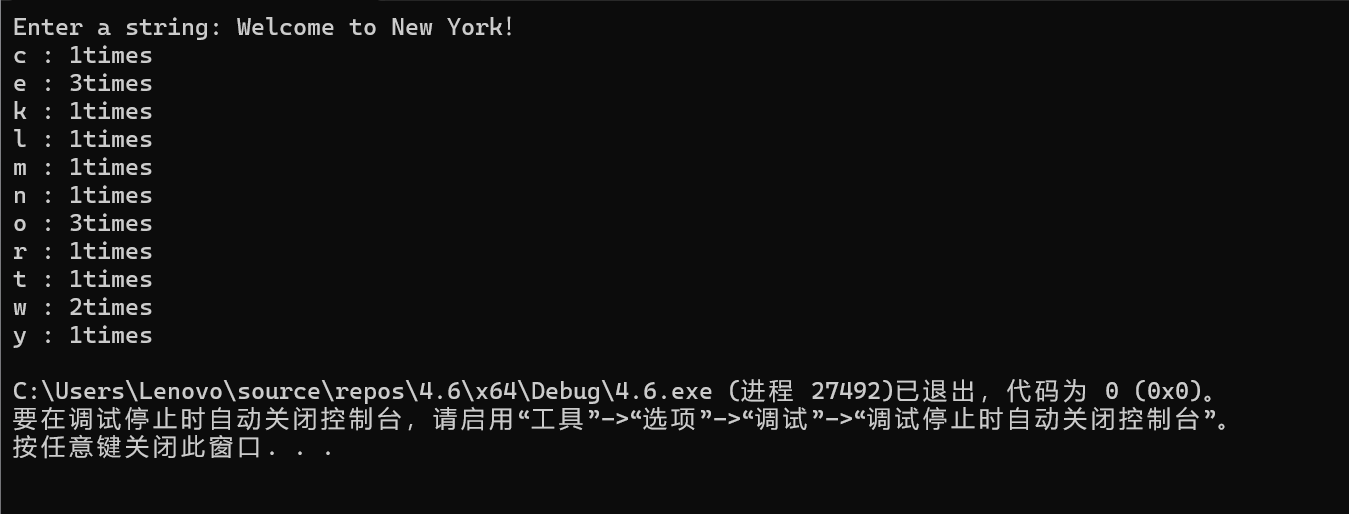 Enter a string: Welcome to New York!
c : 1times
e : 3times
k : 1times
l : 1times
m : 1times
n : 1times
o : 3times
r : 1times
t : 1times
w : 2times
y : 1times
C:\Users\Lenovo\source\repos\4.6\x64\Debug\4.6.exe (进程 27492)已退出，代码为 0 (0x0)。
要在调试停止时自动关闭控制台，请启用“工具”->“选项”->“调试”->“调试停止时自动关闭控制台”。
按任意键关闭此窗口. . .